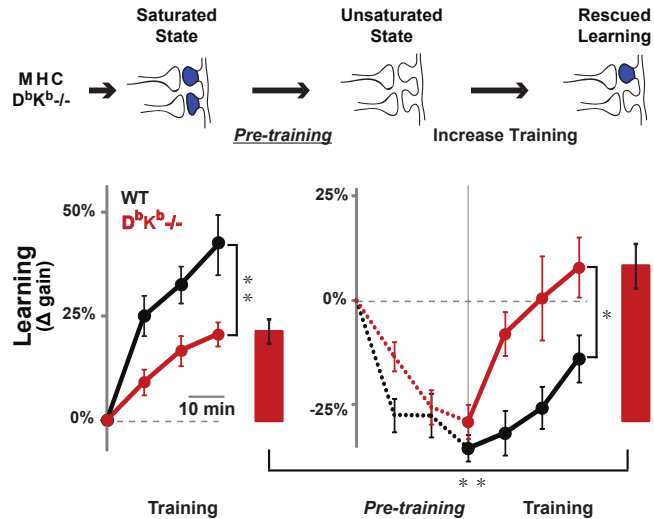 Saturated
State
Unsaturated
State
Rescued
Learning
MHC
DᵇKᵇ-/-
Pre-training
Increase Training
Learning
(Δ gain)
50%
25%
0%
WT
DᵇKᵇ-/-
**
10 min
Training
25%
0%
-25%
*
**
Pre-training
Training